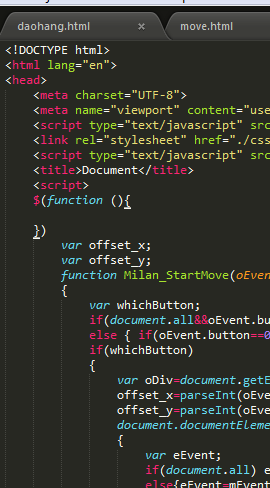 daohang.html × move.html
<!DOCTYPE html>
<html lang="en">
<head>
<meta charset="UTF-8">
<meta name="viewport" content="use
<script type="text/javascript" src
<link rel="stylesheet" href="./css
<script type="text/javascript" src
<title>Document</title>
<script>
$(function (){
})
var offset_x;
var offset_y;
function Milan_StartMove(oEven
{
var whichButton;
if(document.all&&oEvent.bu
else { if(oEvent.button==0
if(whichButton)
{
var oDiv=document.getE
offset_x=parseInt(oEv
offset_y=parseInt(oEv
document.documentEleme
{
var eEvent;
if(document.all) e
else{eEvent=mEven